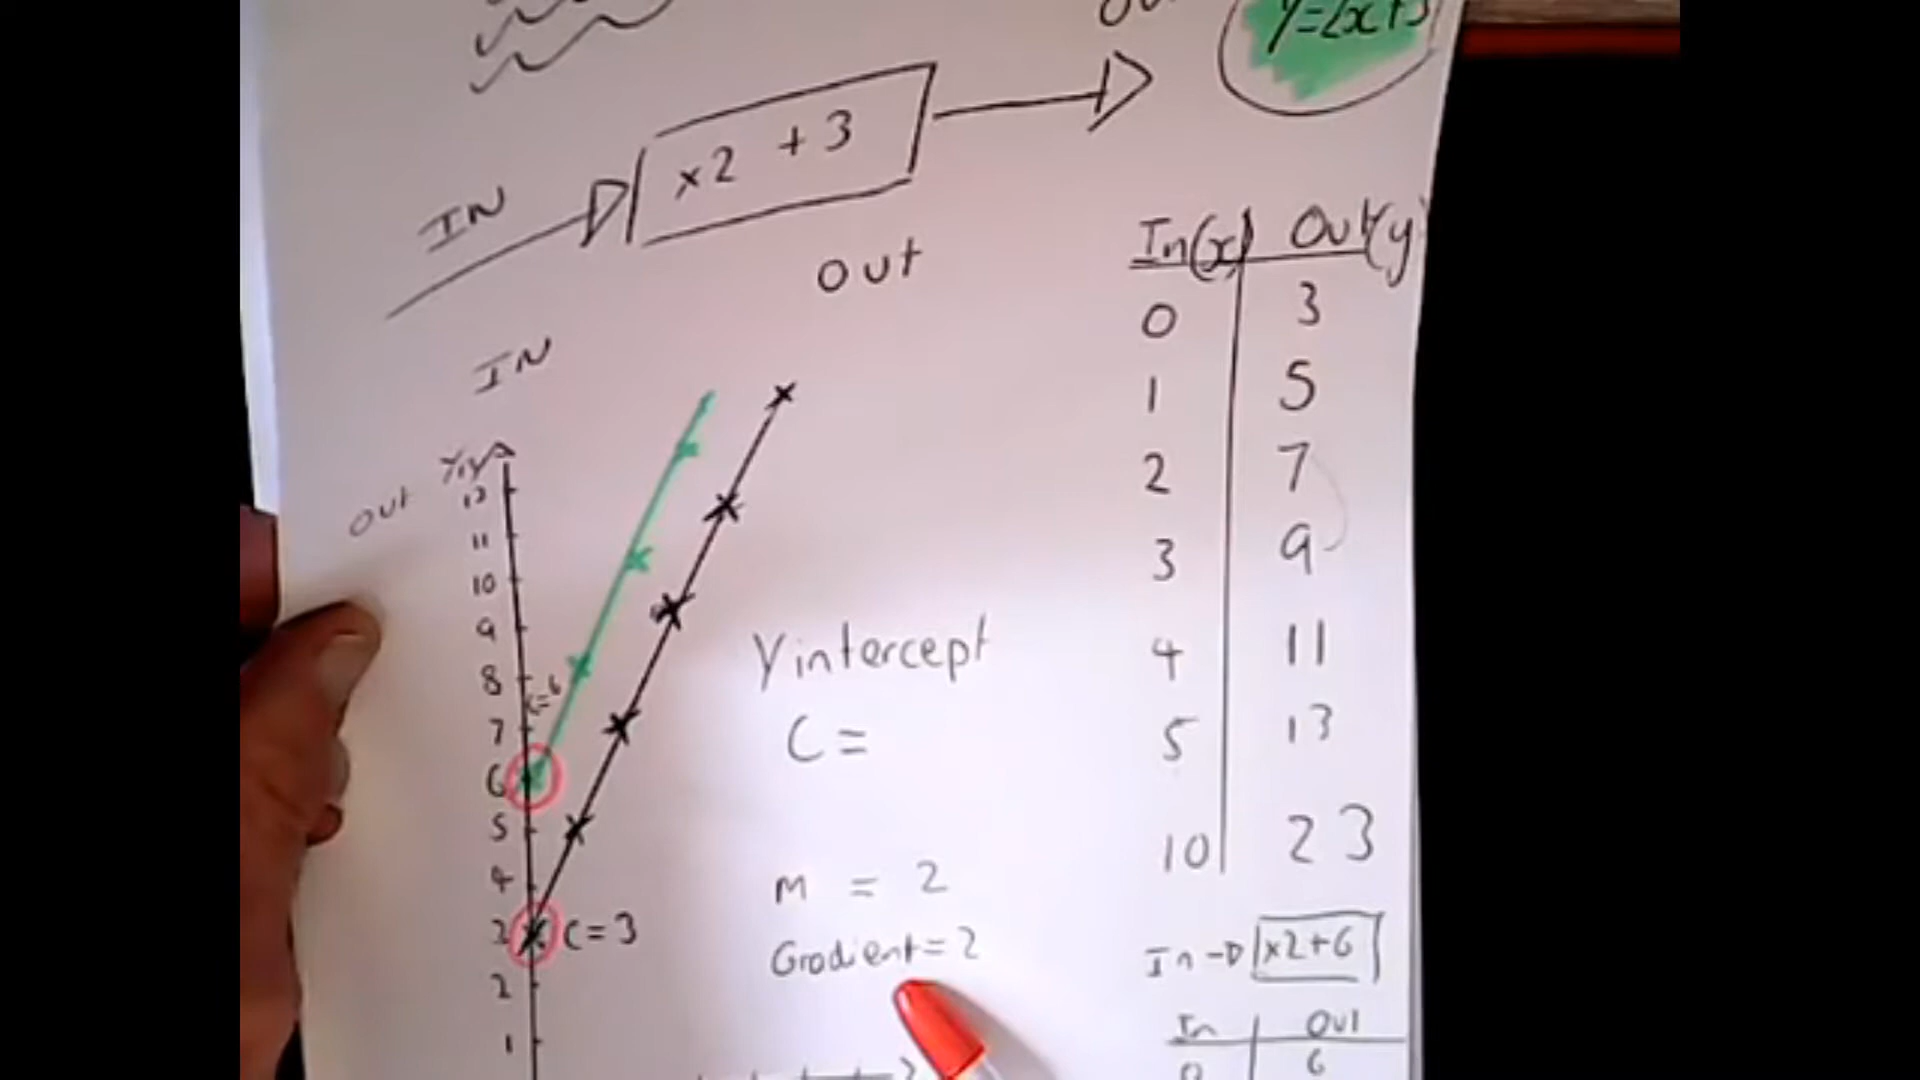 y=2x+3
IN
x2 +3
OUT
In(x) Out(y)
0 3
1 5
2 7
3 9
4 11
5 13
10 23
IN
OUT
12
11
10
9
8
7
6
5
4
3
2
1
C=6
C=3
Y intercept
C =
M = 2
Gradient=2
In → x2+6
In Out
0 6